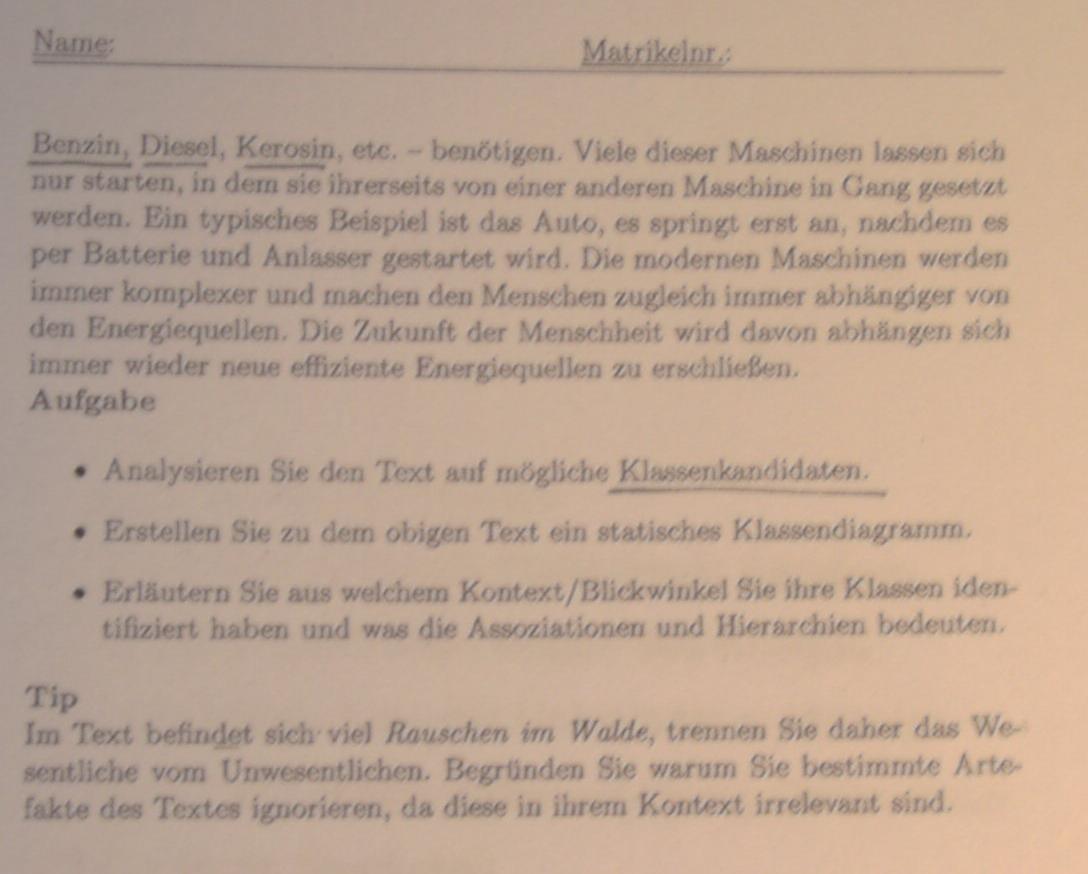 Name: Matrikelnr.:
Benzin, Diesel, Kerosin, etc. – benötigen. Viele dieser Maschinen lassen sich
nur starten, in dem sie ihrerseits von einer anderen Maschine in Gang gesetzt
werden. Ein typisches Beispiel ist das Auto, es springt erst an, nachdem es
per Batterie und Anlasser gestartet wird. Die modernen Maschinen werden
immer komplexer und machen den Menschen zugleich immer abhängiger von
den Energiequellen. Die Zukunft der Menschheit wird davon abhängen sich
immer wieder neue effiziente Energiequellen zu erschließen.
Aufgabe
• Analysieren Sie den Text auf mögliche Klassenkandidaten.
• Erstellen Sie zu dem obigen Text ein statisches Klassendiagramm.
• Erläutern Sie aus welchem Kontext/Blickwinkel Sie ihre Klassen iden-
tifiziert haben und was die Assoziationen und Hierarchien bedeuten.
Tip
Im Text befindet sich viel Rauschen im Walde, trennen Sie daher das We-
sentliche vom Unwesentlichen. Begründen Sie warum Sie bestimmte Arte-
fakte des Textes ignorieren, da diese in ihrem Kontext irrelevant sind.